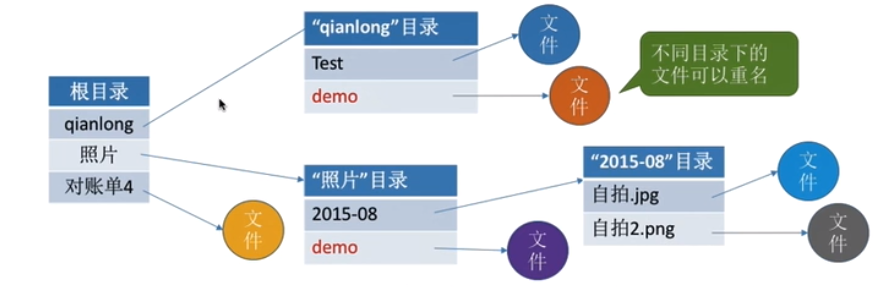 “qianlong”目录
Test
demo
文
件
文
件
不同目录下的
文件可以重名
根目录
qianlong
照片
对账单4
文
件
“照片”目录
2015-08
demo
文
件
“2015-08”目录
自拍.jpg
自拍2.png
文
件
文
件